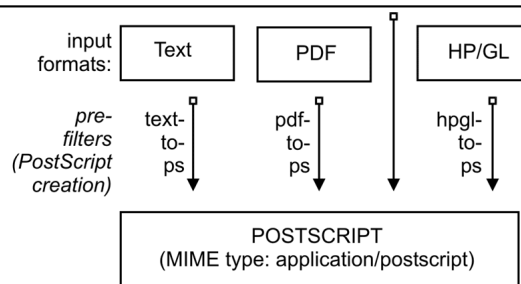 input
formats:
Text
PDF
HP/GL
pre-
filters
(PostScript
creation)
text-
to-
ps
pdf-
to-
ps
hpgl-
to-
ps
POSTSCRIPT
(MIME type: application/postscript)